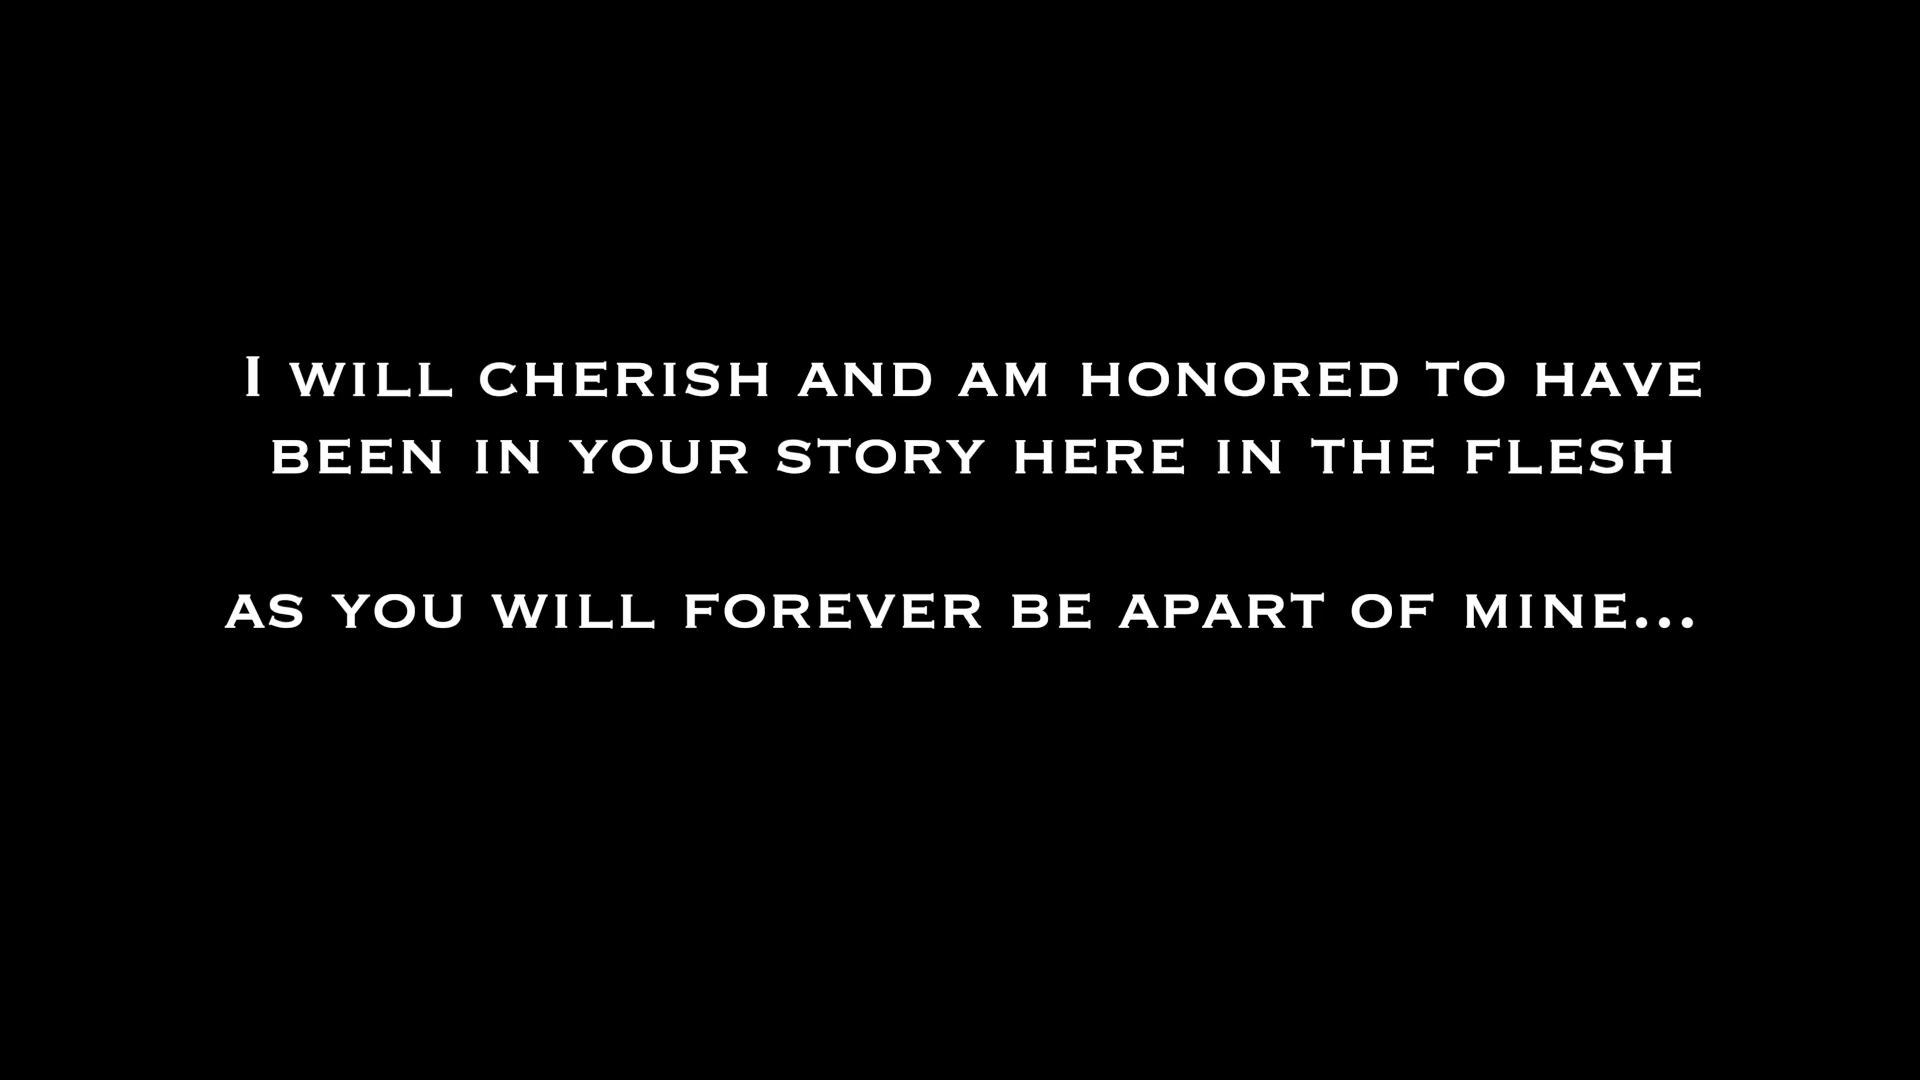 I WILL CHERISH AND AM HONORED TO HAVE
BEEN IN YOUR STORY HERE IN THE FLESH
AS YOU WILL FOREVER BE APART OF MINE...